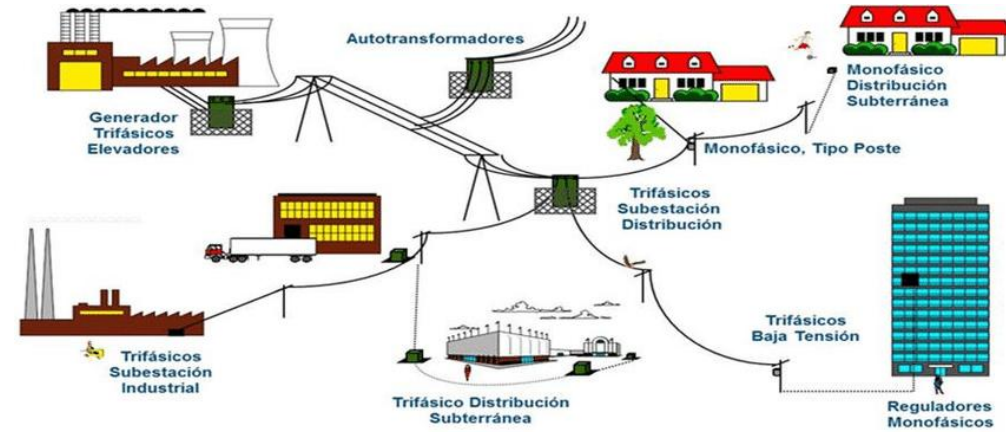 Autotransformadores
Generador
Trifásicos
Elevadores
Monofásico
Distribución
Subterránea
Monofásico, Tipo Poste
Trifásicos
Subestación
Distribución
Trifásicos
Subestación
Industrial
Trifásico Distribución
Subterránea
Trifásicos
Baja Tensión
Reguladores
Monofásicos